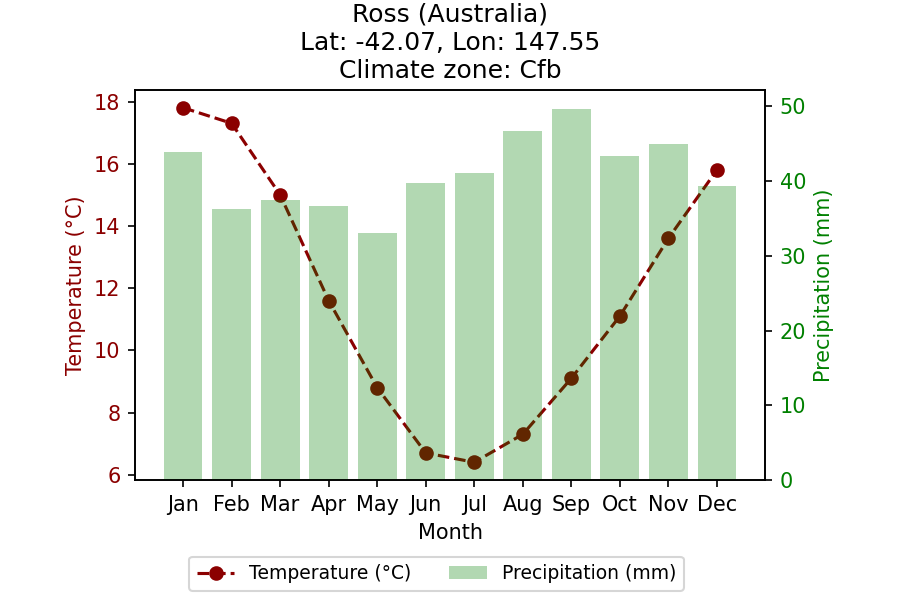 Ross (Australia)
Lat: -42.07, Lon: 147.55
Climate zone: Cfb
Temperature (°C)
18
16
14
12
10
8
6
50
40
30
20
10
0
Precipitation (mm)
Jan Feb Mar Apr May Jun Jul Aug Sep Oct Nov Dec
Month
Temperature (°C) Precipitation (mm)